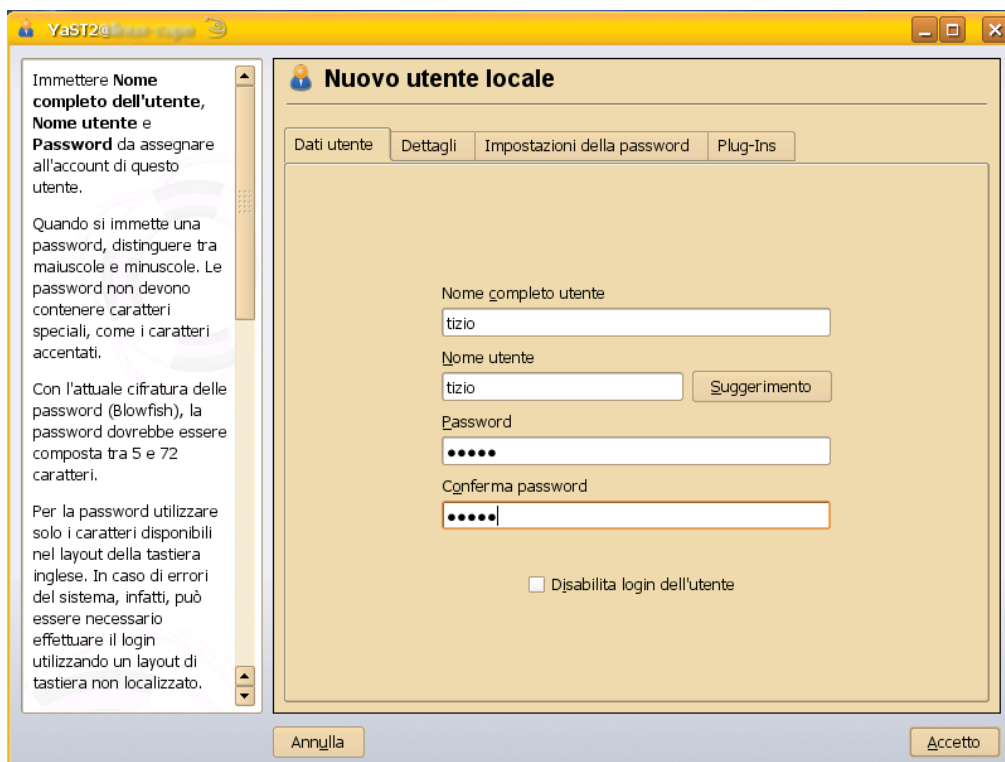 YaST2@
Immettere Nome
completo dell'utente,
Nome utente e
Password da assegnare
all'account di questo
utente.
Quando si immette una
password, distinguere tra
maiuscole e minuscole. Le
password non devono
contenere caratteri
speciali, come i caratteri
accentati.
Con l'attuale cifratura delle
password (Blowfish), la
password dovrebbe essere
composta tra 5 e 72
caratteri.
Per la password utilizzare
solo i caratteri disponibili
nel layout della tastiera
inglese. In caso di errori
del sistema, infatti, può
essere necessario
effettuare il login
utilizzando un layout di
tastiera non localizzato.
Nuovo utente locale
Dati utente Dettagli Impostazioni della password Plug-Ins
Nome completo utente
tizio
Nome utente
tizio Suggerimento
Password
•••••
Conferma password
•••••
Disabilita login dell'utente
Annulla Accetto